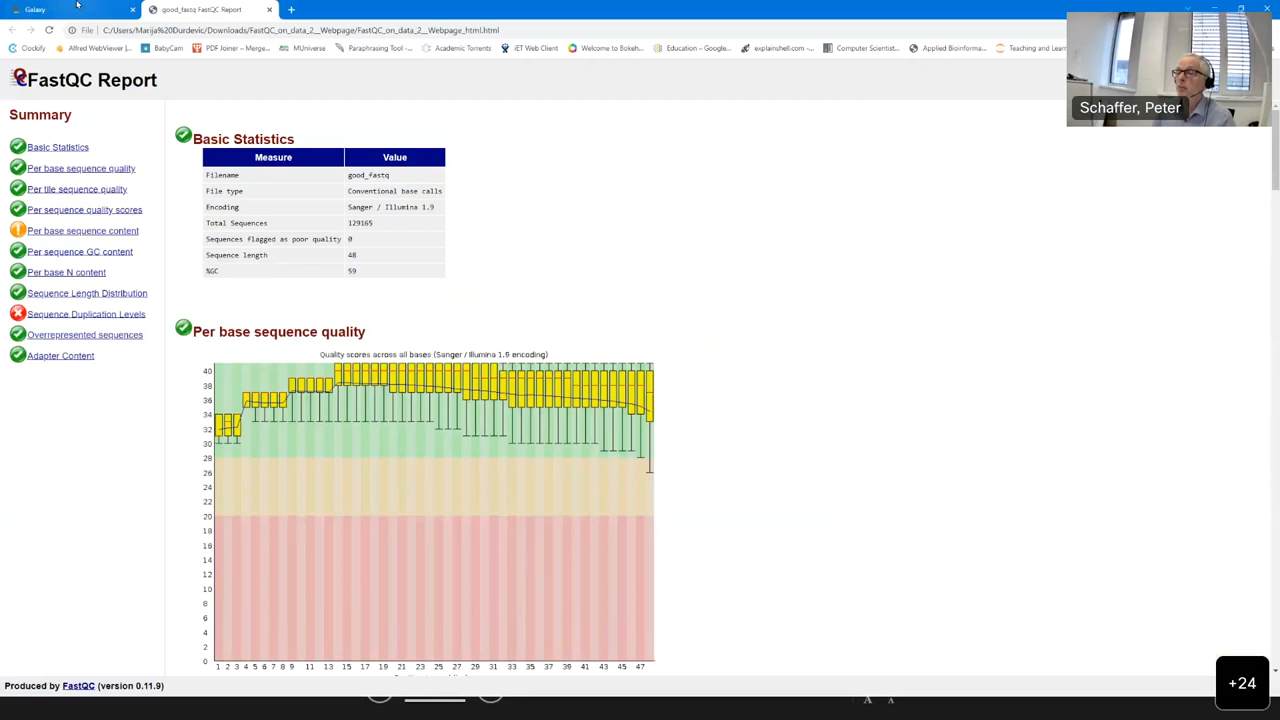 Galaxy
good_fastq FastQC Report
File C:/Users/Marija%20Durdevic/Downloads/FastQC_on_data_2__Webpage/FastQC_on_data_2__Webpage_html.html
Clockify Alfred WebViewer |... BabyCam PDF Joiner – Merge... MUniverse Paraphrasing Tool -... Academic Torrents Welcome to Bokeh... Education – Google... explainshell.com -... Computer Scientist... Applied Bioinforma... Teaching and Learn
Schaffer, Peter
FastQC Report
Summary
Basic Statistics
Per base sequence quality
Per tile sequence quality
Per sequence quality scores
Per base sequence content
Per sequence GC content
Per base N content
Sequence Length Distribution
Sequence Duplication Levels
Overrepresented sequences
Adapter Content
Basic Statistics
Measure Value
Filename good_fastq
File type Conventional base calls
Encoding Sanger / Illumina 1.9
Total Sequences 129165
Sequences flagged as poor quality 0
Sequence length 48
%GC 59
Per base sequence quality
Quality scores across all bases (Sanger / Illumina 1.9 encoding)
40
38
36
34
32
30
28
26
24
22
20
18
16
14
12
10
8
6
4
2
0
1 2 3 4 5 6 7 8 9 11 13 15 17 19 21 23 25 27 29 31 33 35 37 39 41 43 45 47
Produced by FastQC (version 0.11.9)
+24
A A